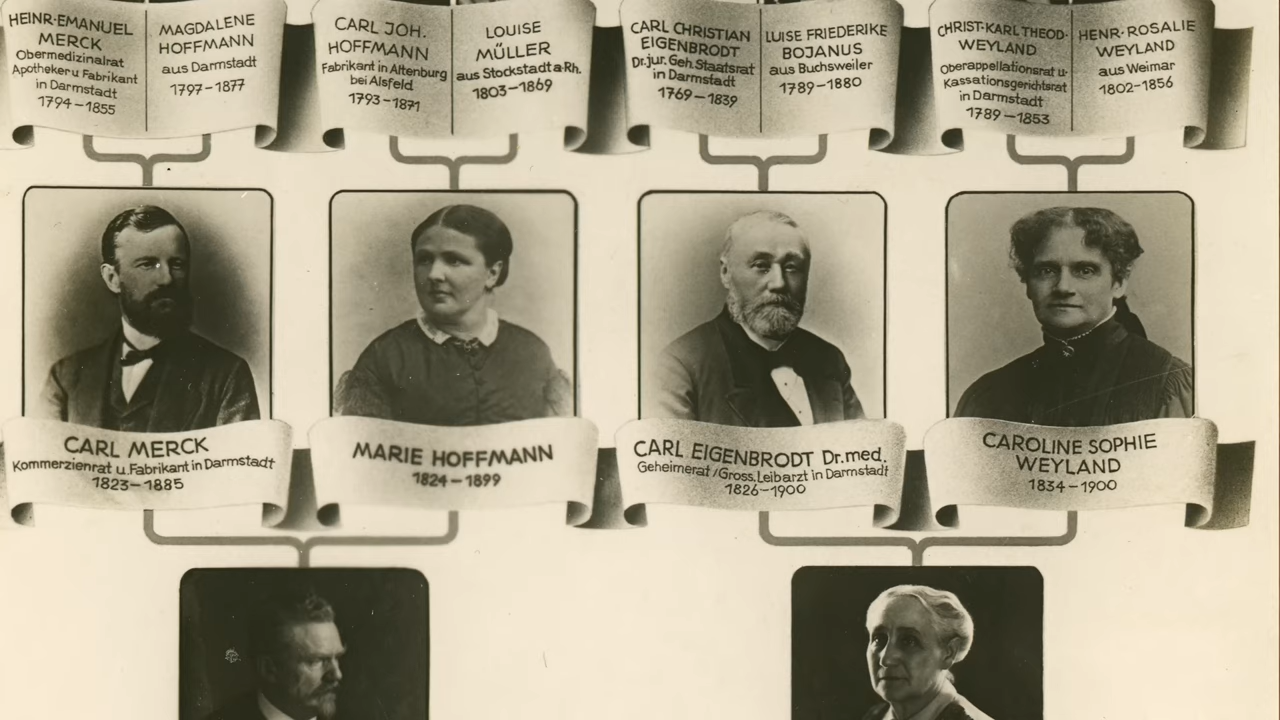 HEINR·EMANUEL
MERCK
Obermedizinalrat
Apotheker u Fabrikant
in Darmstadt
1794–1855
MAGDALENE
HOFFMANN
aus Darmstadt
1797–1877
CARL JOH.
HOFFMANN
Fabrikant in Altenburg
bei Alsfeld
1793–1871
LOUISE
MÜLLER
aus Stockstadt a·Rh.
1803–1869
CARL CHRISTIAN
EIGENBRODT
Dr.jur. Geh.Staatsrat
in Darmstadt
1769–1839
LUISE FRIEDERIKE
BOJANUS
aus Buchsweiler
1789–1880
CHRIST·KARL THEOD·
WEYLAND
Oberappellationsrat u·
Kassationsgerichtsrat
in Darmstadt
1789–1853
HENR·ROSALIE
WEYLAND
aus Weimar
1802–1856
CARL MERCK
Kommerzienrat u. Fabrikant in Darmstadt
1823–1885
MARIE HOFFMANN
1824–1899
CARL EIGENBRODT Dr.med.
Geheimerat/Gross.Leibarzt in Darmstadt
1826–1900
CAROLINE SOPHIE
WEYLAND
1834–1900